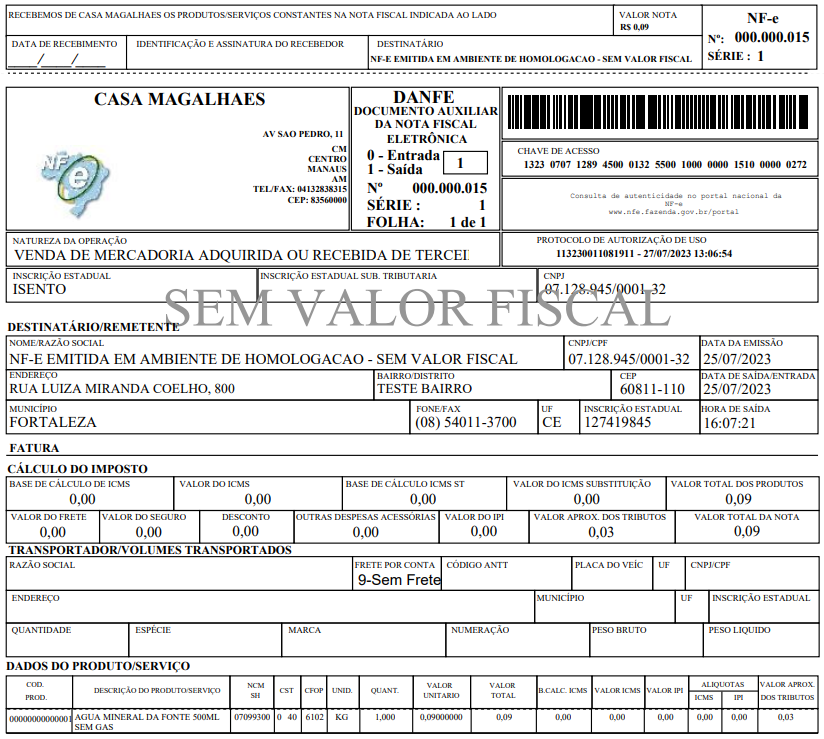 RECEBEMOS DE CASA MAGALHAES OS PRODUTOS/SERVIÇOS CONSTANTES NA NOTA FISCAL INDICADA AO LADO
VALOR NOTA
R$ 0,09
NF-e
Nº: 000.000.015
SÉRIE : 1
DATA DE RECEBIMENTO
___/___/___
IDENTIFICAÇÃO E ASSINATURA DO RECEBEDOR
DESTINATÁRIO
NF-E EMITIDA EM AMBIENTE DE HOMOLOGACAO - SEM VALOR FISCAL
CASA MAGALHAES
NF e
AV SAO PEDRO, 11
CM
CENTRO
MANAUS
AM
TEL/FAX: 04132838315
CEP: 83560000
DANFE
DOCUMENTO AUXILIAR
DA NOTA FISCAL
ELETRÔNICA
0 - Entrada
1 - Saída
1
Nº 000.000.015
SÉRIE : 1
FOLHA: 1 de 1
CHAVE DE ACESSO
1323 0707 1289 4500 0132 5500 1000 0000 1510 0000 0272
Consulta de autenticidade no portal nacional da
NF-e
www.nfe.fazenda.gov.br/portal
NATUREZA DA OPERAÇÃO
VENDA DE MERCADORIA ADQUIRIDA OU RECEBIDA DE TERCEI
PROTOCOLO DE AUTORIZAÇÃO DE USO
113230011081911 - 27/07/2023 13:06:54
INSCRIÇÃO ESTADUAL
ISENTO
INSCRIÇÃO ESTADUAL SUB. TRIBUTARIA
CNPJ
07.128.945/0001-32
SEM VALOR FISCAL
DESTINATÁRIO/REMETENTE
NOME/RAZÃO SOCIAL
NF-E EMITIDA EM AMBIENTE DE HOMOLOGACAO - SEM VALOR FISCAL
CNPJ/CPF
07.128.945/0001-32
DATA DA EMISSÃO
25/07/2023
ENDEREÇO
RUA LUIZA MIRANDA COELHO, 800
BAIRRO/DISTRITO
TESTE BAIRRO
CEP
60811-110
DATA DE SAÍDA/ENTRADA
25/07/2023
MUNICÍPIO
FORTALEZA
FONE/FAX
(08) 54011-3700
UF
CE
INSCRIÇÃO ESTADUAL
127419845
HORA DE SAÍDA
16:07:21
FATURA
CÁLCULO DO IMPOSTO
BASE DE CÁLCULO DE ICMS
0,00
VALOR DO ICMS
0,00
BASE DE CÁLCULO ICMS ST
0,00
VALOR DO ICMS SUBSTITUIÇÃO
0,00
VALOR TOTAL DOS PRODUTOS
0,09
VALOR DO FRETE
0,00
VALOR DO SEGURO
0,00
DESCONTO
0,00
OUTRAS DESPESAS ACESSÓRIAS
0,00
VALOR DO IPI
0,00
VALOR APROX. DOS TRIBUTOS
0,03
VALOR TOTAL DA NOTA
0,09
TRANSPORTADOR/VOLUMES TRANSPORTADOS
RAZÃO SOCIAL
FRETE POR CONTA
9-Sem Frete
CÓDIGO ANTT
PLACA DO VEÍC
UF
CNPJ/CPF
ENDEREÇO
MUNICÍPIO
UF
INSCRIÇÃO ESTADUAL
QUANTIDADE
ESPÉCIE
MARCA
NUMERAÇÃO
PESO BRUTO
PESO LIQUIDO
DADOS DO PRODUTO/SERVIÇO
COD. PROD. DESCRIÇÃO DO PRODUTO/SERVIÇO NCM SH CST CFOP UNID. QUANT. VALOR UNITARIO VALOR TOTAL B.CALC. ICMS VALOR ICMS VALOR IPI ALIQUOTAS ICMS IPI VALOR APROX. DOS TRIBUTOS
00000000000001 AGUA MINERAL DA FONTE 500ML 07099300 0 40 6102 KG 1,000 0,09000000 0,09 0,00 0,00 0,00 0,00 0,00 0,03
SEM GAS